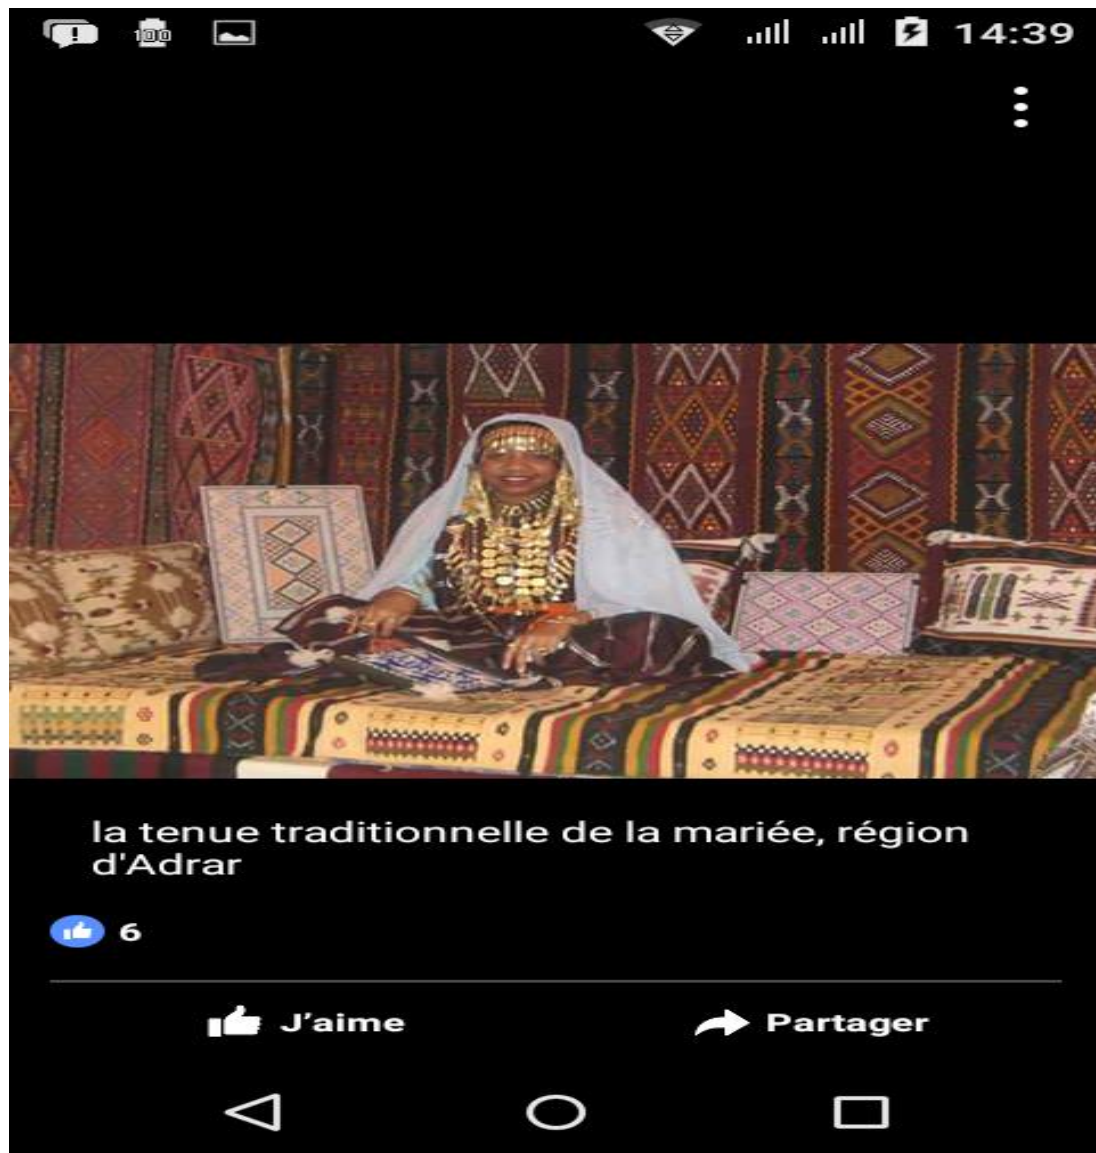 14:39
la tenue traditionnelle de la mariée, région
d'Adrar
6
J'aime
Partager